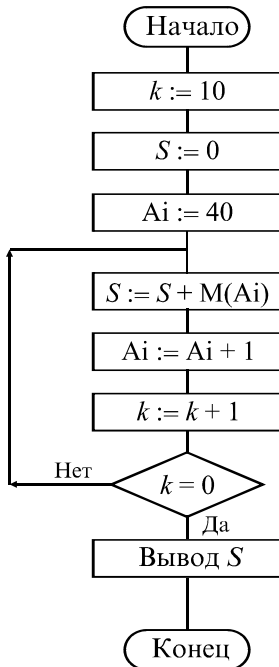 Начало
k := 10
S := 0
Ai := 40
S := S + M(Ai)
Ai := Ai + 1
k := k + 1
Нет
k = 0
Да
Вывод S
Конец